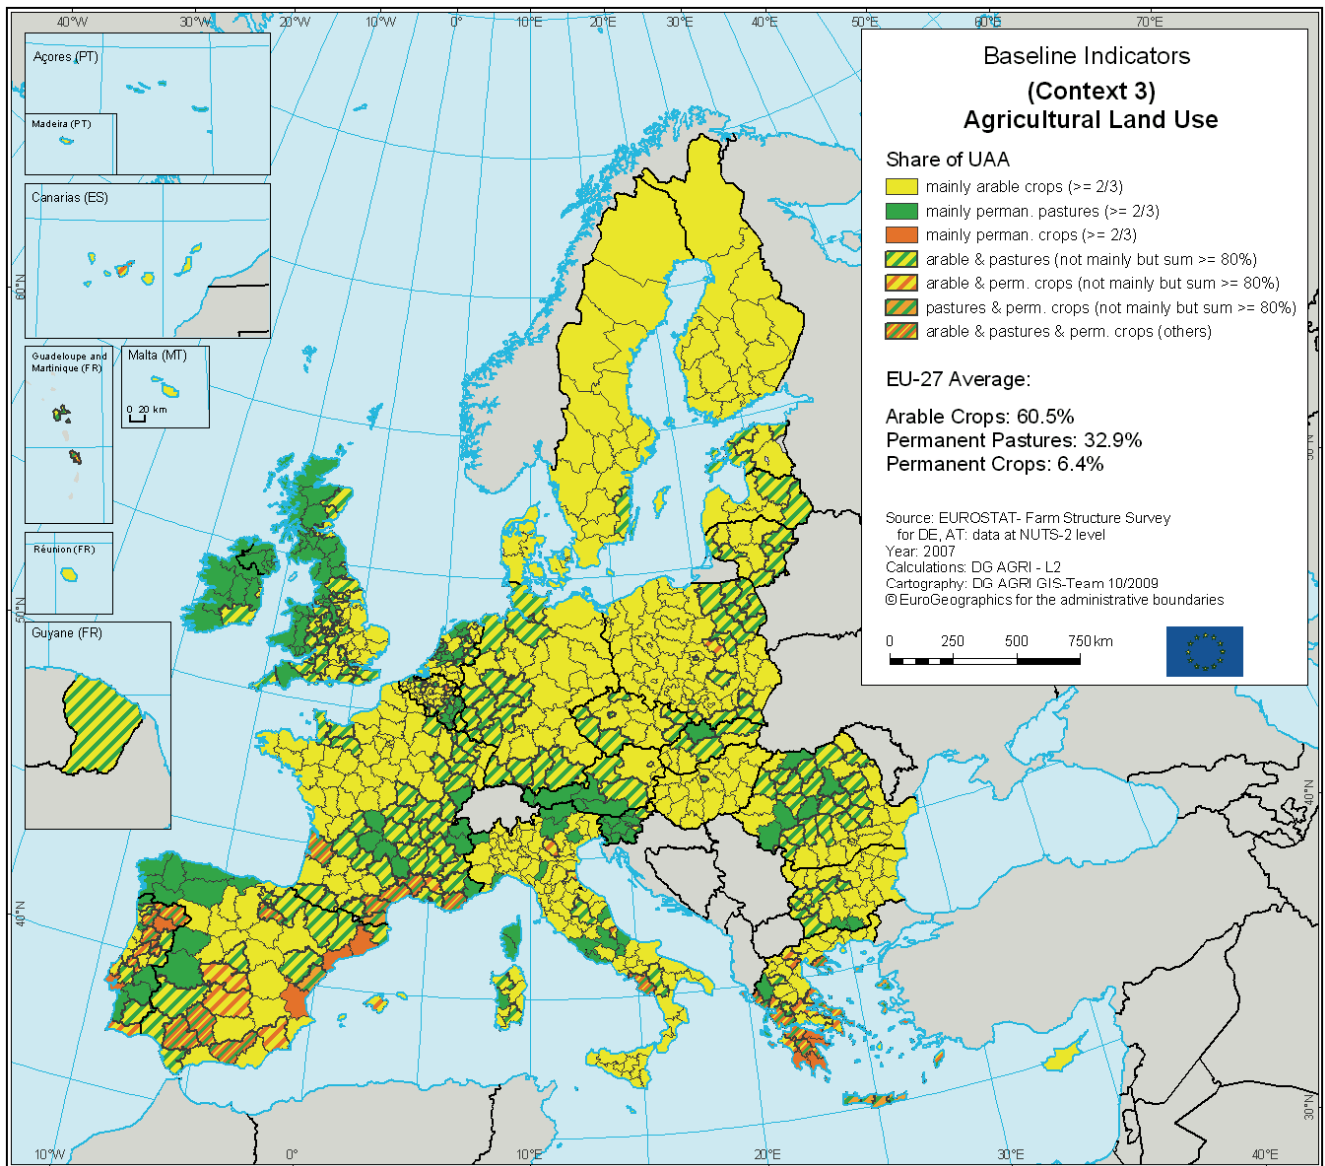 40°W 30°W 20°W 10°W 0° 10°E 20°E 30°E 40°E 50°E 60°E 70°E
Açores (PT)
Madeira (PT)
Canarias (ES)
Guadeloupe and
Martinique (FR)
Malta (MT)
0 20 km
Réunion (FR)
Guyane (FR)
60°N
50°N
40°N
Baseline Indicators
(Context 3)
Agricultural Land Use
Share of UAA
mainly arable crops (>= 2/3)
mainly perman. pastures (>= 2/3)
mainly perman. crops (>= 2/3)
arable & pastures (not mainly but sum >= 80%)
arable & perm. crops (not mainly but sum >= 80%)
pastures & perm. crops (not mainly but sum >= 80%)
arable & pastures & perm. crops (others)
EU-27 Average:
Arable Crops: 60.5%
Permanent Pastures: 32.9%
Permanent Crops: 6.4%
Source: EUROSTAT- Farm Structure Survey
for DE, AT: data at NUTS-2 level
Year: 2007
Calculations: DG AGRI - L2
Cartography: DG AGRI GIS-Team 10/2009
© EuroGeographics for the administrative boundaries
0 250 500 750 km
40°N
30°N
10°W 0° 10°E 20°E 30°E 40°E